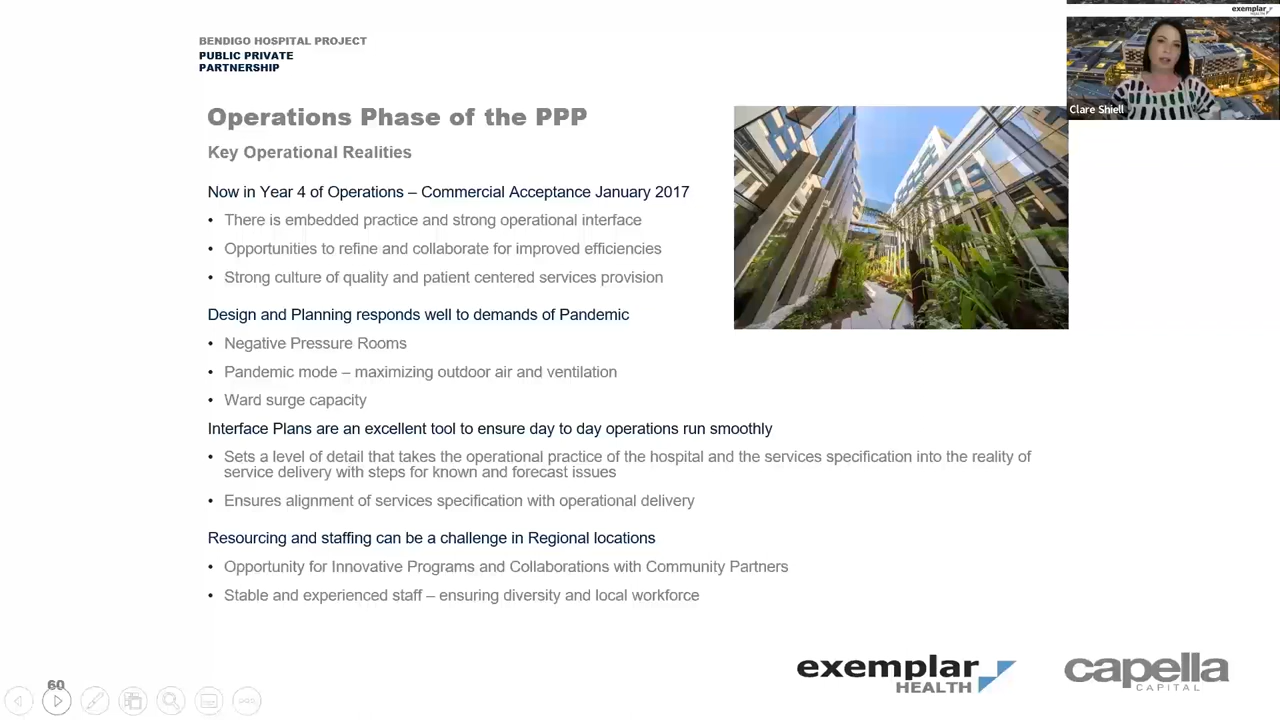 BENDIGO HOSPITAL PROJECT
PUBLIC PRIVATE
PARTNERSHIP
exemplar
Clare Shiell
Operations Phase of the PPP
Key Operational Realities
Now in Year 4 of Operations – Commercial Acceptance January 2017
• There is embedded practice and strong operational interface
• Opportunities to refine and collaborate for improved efficiencies
• Strong culture of quality and patient centered services provision
Design and Planning responds well to demands of Pandemic
• Negative Pressure Rooms
• Pandemic mode – maximizing outdoor air and ventilation
• Ward surge capacity
Interface Plans are an excellent tool to ensure day to day operations run smoothly
• Sets a level of detail that takes the operational practice of the hospital and the services specification into the reality of
service delivery with steps for known and forecast issues
• Ensures alignment of services specification with operational delivery
Resourcing and staffing can be a challenge in Regional locations
• Opportunity for Innovative Programs and Collaborations with Community Partners
• Stable and experienced staff – ensuring diversity and local workforce
exemplar
HEALTH
capella
CAPITAL
60